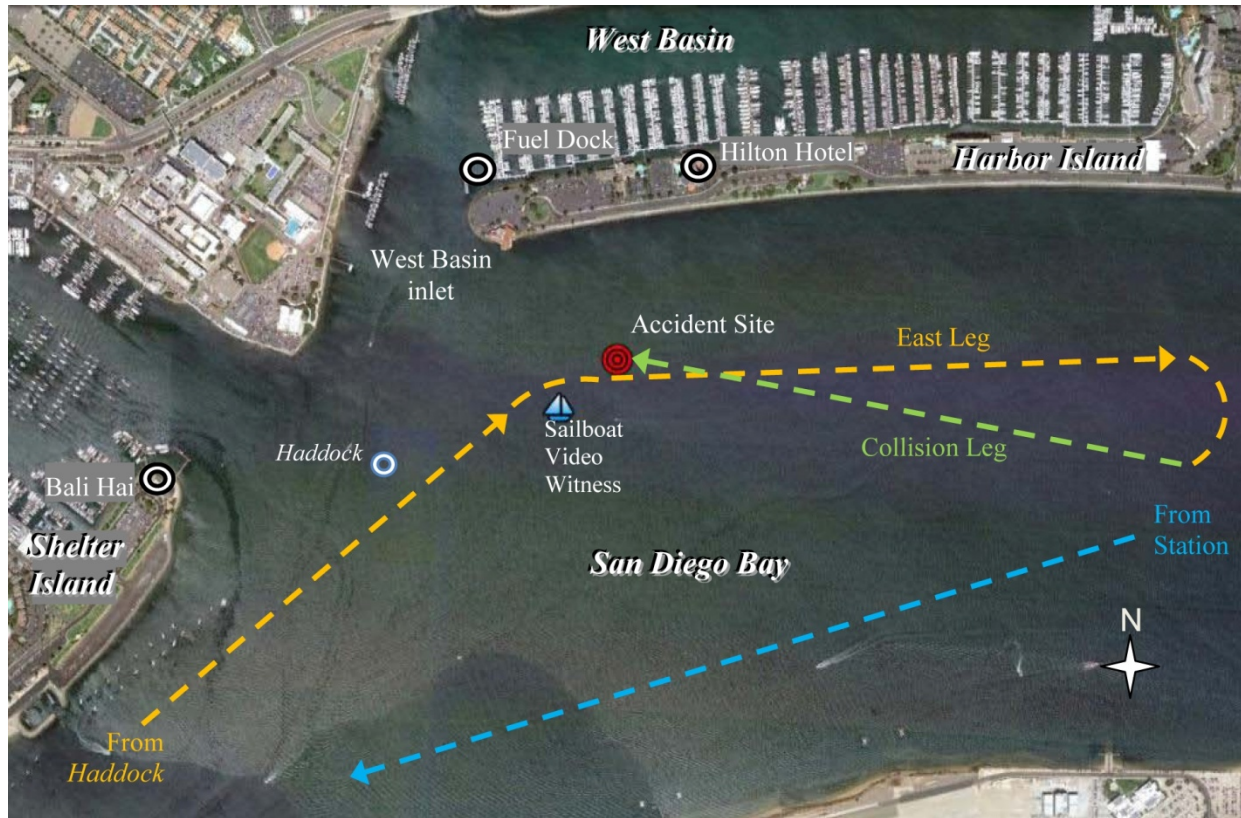 West Basin
Fuel Dock
Hilton Hotel
Harbor Island
West Basin
inlet
Accident Site
East Leg
Sailboat
Video
Witness
Haddock
Collision Leg
Bali Hai
From
Station
Shelter
Island
San Diego Bay
N
From
Haddock